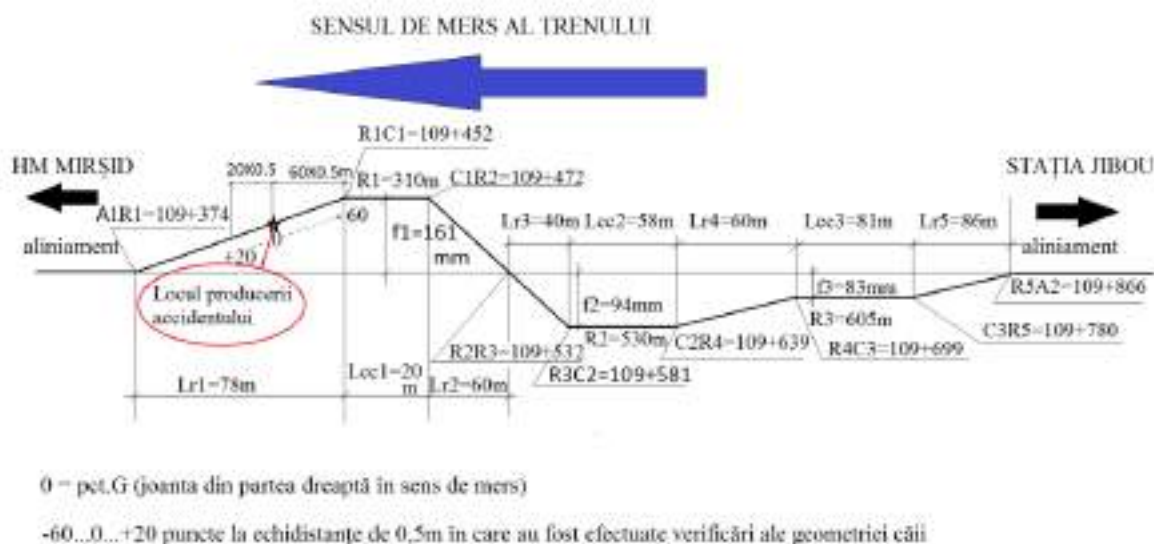 SENSUL DE MERS AL TRENULUI
R1C1=109+452
HM MIRȘID
20X0.5
60X0.5m
R1=310m
C1R2=109+472
STAȚIA JIBOU
A1R1=109+374
-60
Lr3=40m
Lcc2=58m
Lr4=60m
Lcc3=81m
Lr5=86m
aliniament
0
f1=161
mm
aliniament
+20
Locul producerii
accidentului
f2=94mm
f3=83mm
R5A2=109+866
R3=605m
R2R3=109+532
R2=530m
C2R4=109+639
R4C3=109+699
C3R5=109+780
R3C2=109+581
Lr1=78m
Lcc1=20
m
Lr2=60m
0 = pct.G (joanta din partea dreaptă în sens de mers)
-60...0...+20 puncte la echidistanțe de 0,5m în care au fost efectuate verificări ale geometriei căii